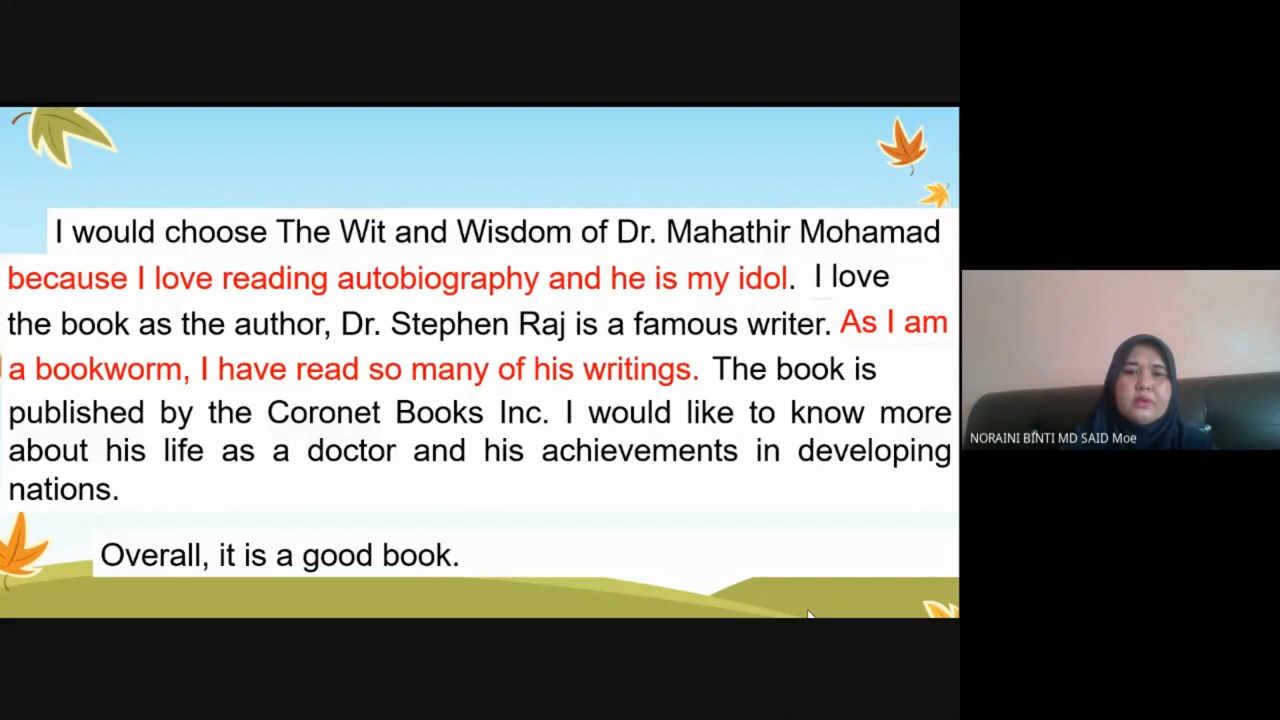 I would choose The Wit and Wisdom of Dr. Mahathir Mohamad
because I love reading autobiography and he is my idol. I love
the book as the author, Dr. Stephen Raj is a famous writer. As I am
a bookworm, I have read so many of his writings. The book is
published by the Coronet Books Inc. I would like to know more
about his life as a doctor and his achievements in developing
nations.
Overall, it is a good book.
NORAINI BINTI MD SAID Moe